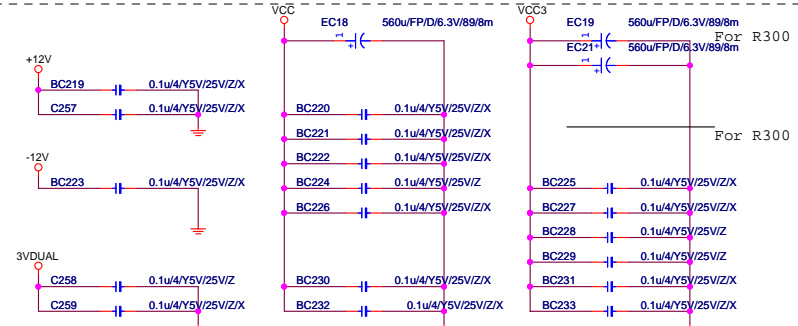 VCC
EC18 560u/FP/D/6.3V/89/8m
1
+
BC220 0.1u/4/Y5V/25V/Z/X
BC221 0.1u/4/Y5V/25V/Z/X
BC222 0.1u/4/Y5V/25V/Z/X
BC224 0.1u/4/Y5V/25V/Z
BC226 0.1u/4/Y5V/25V/Z/X
BC230 0.1u/4/Y5V/25V/Z/X
BC232 0.1u/4/Y5V/25V/Z/X
+12V
BC219 0.1u/4/Y5V/25V/Z/X
C257 0.1u/4/Y5V/25V/Z/X
-12V
BC223 0.1u/4/Y5V/25V/Z/X
3VDUAL
C258 0.1u/4/Y5V/25V/Z
C259 0.1u/4/Y5V/25V/Z/X
VCC3
EC19 560u/FP/D/6.3V/89/8m
1
+
For R300
EC21 560u/FP/D/6.3V/89/8m
1
+
For R300
BC225 0.1u/4/Y5V/25V/Z/X
BC227 0.1u/4/Y5V/25V/Z/X
BC228 0.1u/4/Y5V/25V/Z
BC229 0.1u/4/Y5V/25V/Z
BC231 0.1u/4/Y5V/25V/Z/X
BC233 0.1u/4/Y5V/25V/Z/X